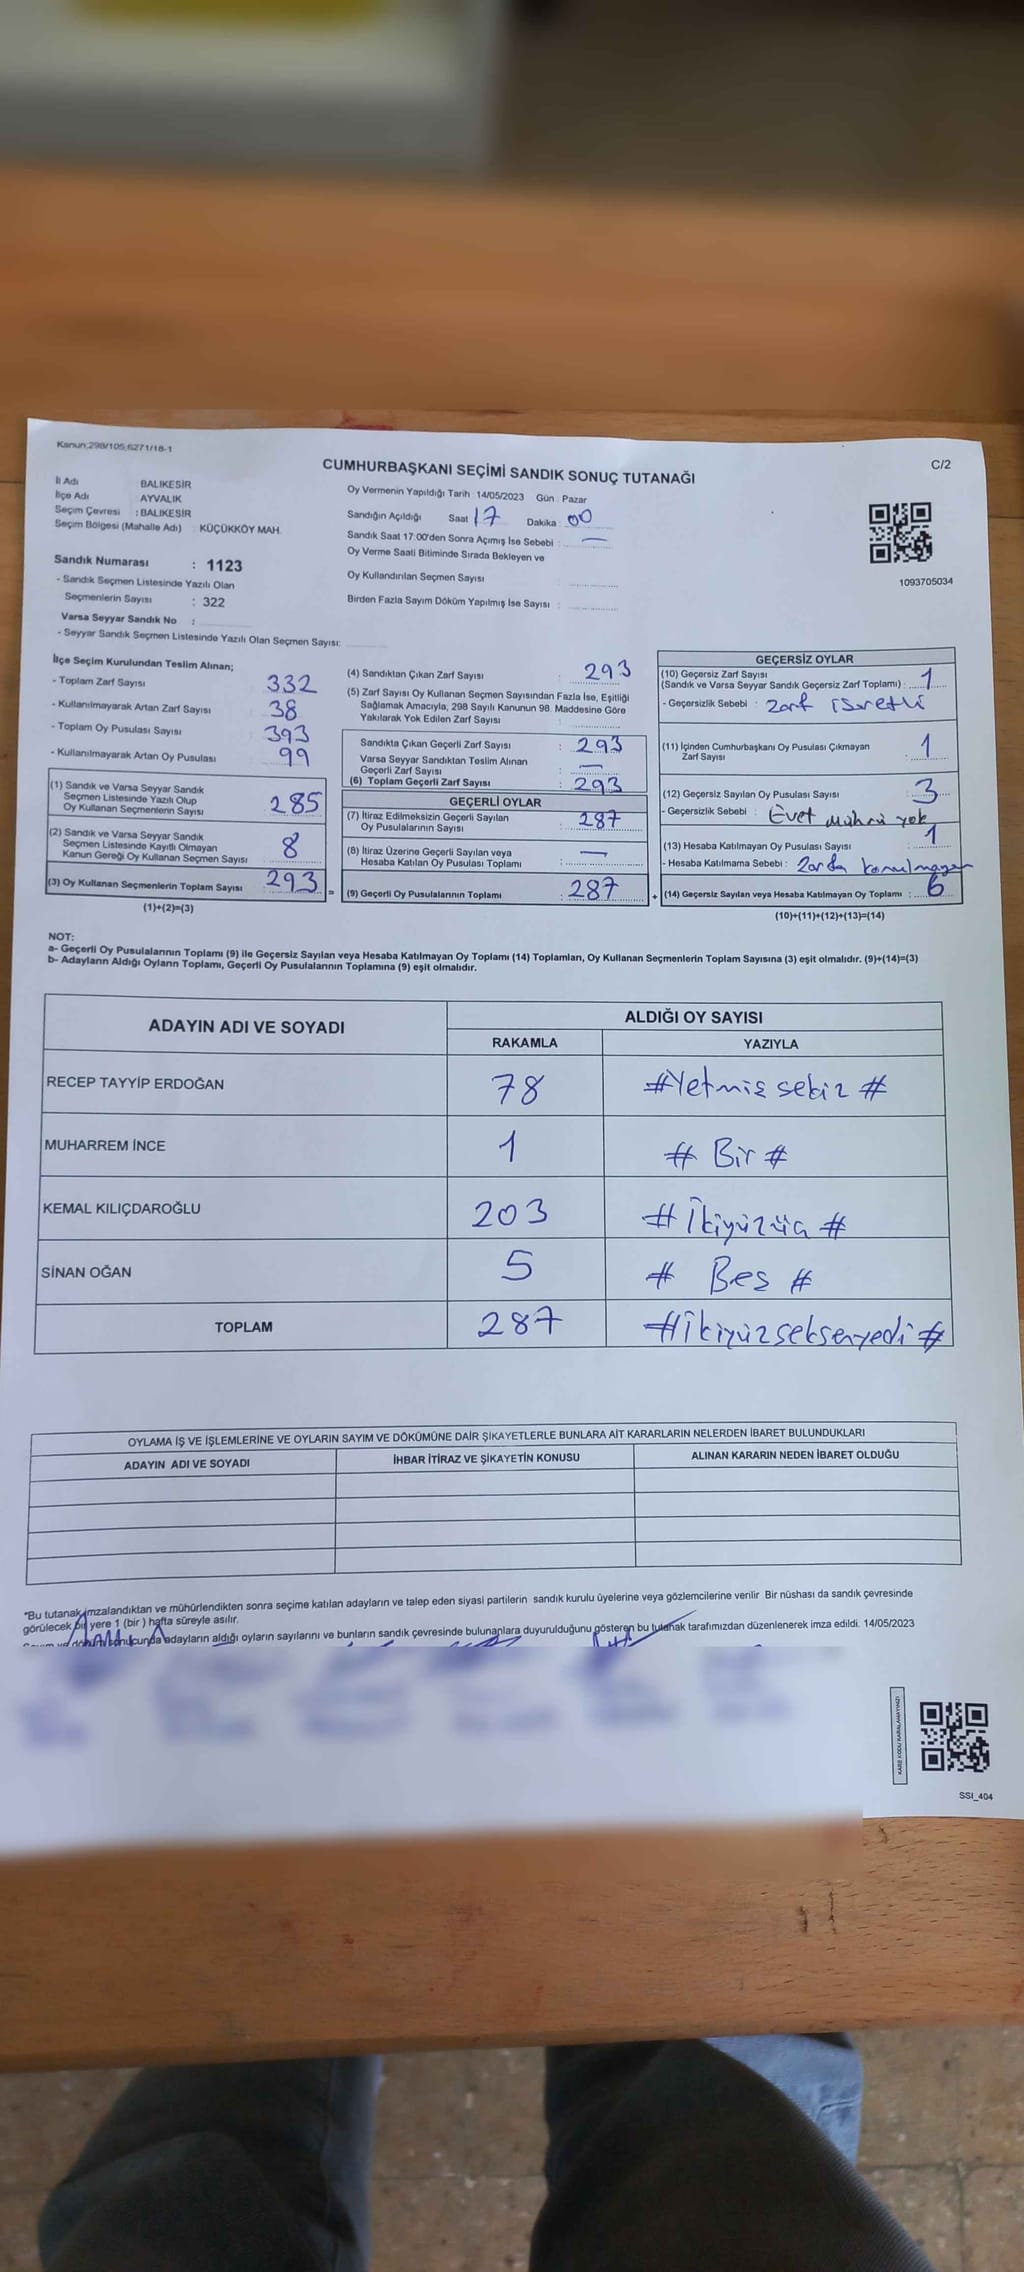 Kanun:298/105,6271/18-1
C/2
CUMHURBAŞKANI SEÇİMİ SANDIK SONUÇ TUTANAĞI
İl Adı BALIKESİR
İlçe Adı : AYVALIK
Seçim Çevresi : BALIKESİR
Seçim Bölgesi (Mahalle Adı) : KÜÇÜKKÖY MAH.
Sandık Numarası : 1123
- Sandık Seçmen Listesinde Yazılı Olan
Seçmenlerin Sayısı : 322
Varsa Seyyar Sandık No :
- Seyyar Sandık Seçmen Listesinde Yazılı Olan Seçmen Sayısı:
Oy Vermenin Yapıldığı Tarih : 14/05/2023 Gün : Pazar
Sandığın Açıldığı Saat 17 Dakika : 00
Sandık Saat 17:00'den Sonra Açımış İse Sebebi : —
Oy Verme Saati Bitiminde Sırada Bekleyen ve
Oy Kullandırılan Seçmen Sayısı
Birden Fazla Sayım Döküm Yapılmış İse Sayısı :
1093705034
İlçe Seçim Kurulundan Teslim Alınan;
- Toplam Zarf Sayısı 332
- Kullanılmayarak Artan Zarf Sayısı 38
- Toplam Oy Pusulası Sayısı 393
- Kullanılmayarak Artan Oy Pusulası 99
(1) Sandık ve Varsa Seyyar Sandık
Seçmen Listesinde Yazılı Olup
Oy Kullanan Seçmenlerin Sayısı 285
(2) Sandık ve Varsa Seyyar Sandık
Seçmen Listesinde Kayıtlı Olmayan
Kanun Gereği Oy Kullanan Seçmen Sayısı 8
(3) Oy Kullanan Seçmenlerin Toplam Sayısı 293 =
(1)+(2)=(3)
(4) Sandıktan Çıkan Zarf Sayısı : 293
(5) Zarf Sayısı Oy Kullanan Seçmen Sayısından Fazla İse, Eşitliği
Sağlamak Amacıyla, 298 Sayılı Kanunun 98. Maddesine Göre
Yakılarak Yok Edilen Zarf Sayısı
Sandıkta Çıkan Geçerli Zarf Sayısı : 293
Varsa Seyyar Sandıktan Teslim Alınan
Geçerli Zarf Sayısı : —
(6) Toplam Geçerli Zarf Sayısı : 293
GEÇERLİ OYLAR
(7) İtiraz Edilmeksizin Geçerli Sayılan
Oy Pusulalarının Sayısı : 287
(8) İtiraz Üzerine Geçerli Sayılan veya
Hesaba Katılan Oy Pusulası Toplamı : —
(9) Geçerli Oy Pusulalarının Toplamı : 287 +
GEÇERSİZ OYLAR
(10) Geçersiz Zarf Sayısı
(Sandık ve Varsa Seyyar Sandık Geçersiz Zarf Toplamı) : 1
- Geçersizlik Sebebi : zarf işaretli
(11) İçinden Cumhurbaşkanı Oy Pusulası Çıkmayan
Zarf Sayısı : 1
(12) Geçersiz Sayılan Oy Pusulası Sayısı : 3
- Geçersizlik Sebebi : Evet mührü yok
(13) Hesaba Katılmayan Oy Pusulası Sayısı : 1
- Hesaba Katılmama Sebebi : Zarfa konulmayan
(14) Geçersiz Sayılan veya Hesaba Katılmayan Oy Toplamı : 6
(10)+(11)+(12)+(13)=(14)
NOT:
a- Geçerli Oy Pusulalarının Toplamı (9) ile Geçersiz Sayılan veya Hesaba Katılmayan Oy Toplamı (14) Toplamları, Oy Kullanan Seçmenlerin Toplam Sayısına (3) eşit olmalıdır. (9)+(14)=(3)
b- Adayların Aldığı Oyların Toplamı, Geçerli Oy Pusulalarının Toplamına (9) eşit olmalıdır.
ADAYIN ADI VE SOYADI ALDIĞI OY SAYISI
RAKAMLA YAZIYLA
RECEP TAYYİP ERDOĞAN 78 #Yetmiş sekiz #
MUHARREM İNCE 1 # Bir #
KEMAL KILIÇDAROĞLU 203 # İkiyüzüç #
SİNAN OĞAN 5 # Beş #
TOPLAM 287 #İkiyüzseksenyedi #
OYLAMA İŞ VE İŞLEMLERİNE VE OYLARIN SAYIM VE DÖKÜMÜNE DAİR ŞİKAYETLERLE BUNLARA AİT KARARLARIN NELERDEN İBARET BULUNDUKLARI
ADAYIN ADI VE SOYADI İHBAR İTİRAZ VE ŞİKAYETİN KONUSU ALINAN KARARIN NEDEN İBARET OLDUĞU
*Bu tutanak imzalandıktan ve mühürlendikten sonra seçime katılan adayların ve talep eden siyasi partilerin sandık kurulu üyelerine veya gözlemcilerine verilir Bir nüshası da sandık çevresinde
görülecek bir yere 1 (bir ) hafta süreyle asılır.
sonucunda adayların aldığı oyların sayılarını ve bunların sandık çevresinde bulunanlara duyurulduğunu gösteren bu tutanak tarafımızdan düzenlenerek imza edildi. 14/05/2023
KARE KODU KARALAMAYINIZ!
SSI_404